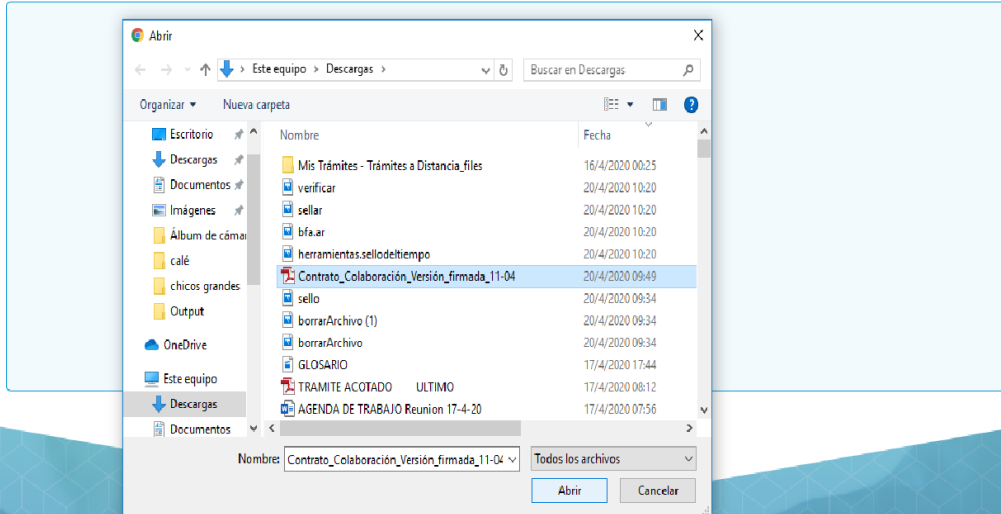 Abrir
Este equipo > Descargas >
Buscar en Descargas
Organizar
Nueva carpeta
Escritorio
Descargas
Documentos
Imágenes
Álbum de cámar
calé
chicos grandes
Output
OneDrive
Este equipo
Descargas
Documentos
Nombre Fecha
Mis Trámites - Trámites a Distancia_files 16/4/2020 00:25
verificar 20/4/2020 10:20
sellar 20/4/2020 10:20
bfa.ar 20/4/2020 10:20
herramientas.sellodeltiempo 20/4/2020 10:20
Contrato_Colaboración_Versión_firmada_11-04 20/4/2020 09:49
sello 20/4/2020 09:34
borrarArchivo (1) 20/4/2020 09:34
borrarArchivo 20/4/2020 09:34
GLOSARIO 17/4/2020 17:44
TRAMITE ACOTADO ULTIMO 17/4/2020 08:12
AGENDA DE TRABAJO Reunion 17-4-20 17/4/2020 07:56
Nombre: Contrato_Colaboración_Versión_firmada_11-04
Todos los archivos
Abrir
Cancelar